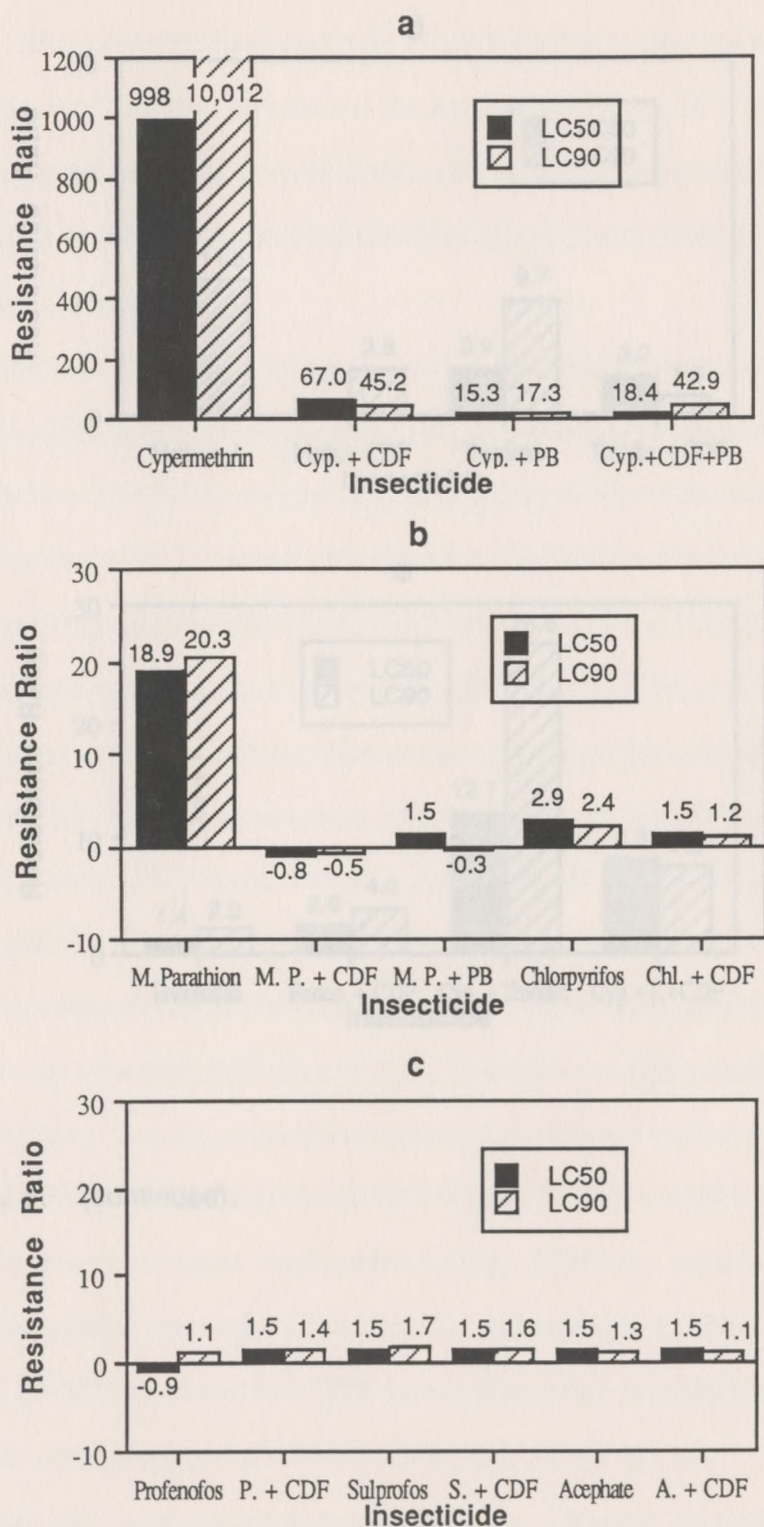 a
Resistance Ratio
1200
1000
800
600
400
200
0
998 10,012
67.0 45.2
15.3 17.3
18.4 42.9
LC50
LC90
Cypermethrin Cyp. + CDF Cyp. + PB Cyp.+CDF+PB
Insecticide
b
Resistance Ratio
30
20
10
0
-10
18.9 20.3
-0.8 -0.5
1.5 -0.3
2.9 2.4
1.5 1.2
LC50
LC90
M. Parathion M. P. + CDF M. P. + PB Chlorpyrifos Chl. + CDF
Insecticide
c
Resistance Ratio
30
20
10
0
-10
-0.9 1.1
1.5 1.4
1.5 1.7
1.5 1.6
1.5 1.3
1.5 1.1
LC50
LC90
Profenofos P. + CDF Sulprofos S. + CDF Acephate A. + CDF
Insecticide